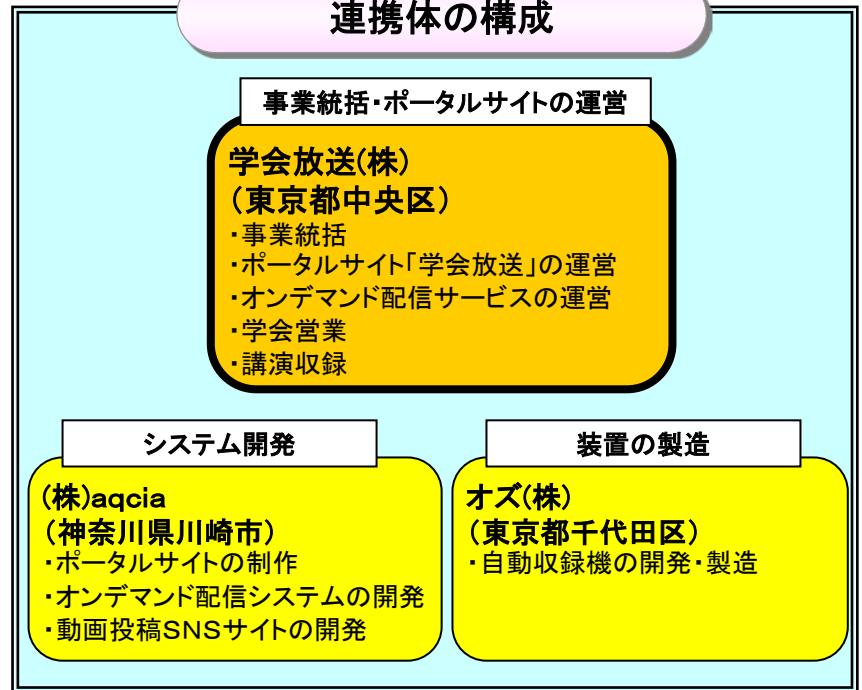 連携体の構成
事業統括・ポータルサイトの運営
学会放送(株)
（東京都中央区）
・事業統括
・ポータルサイト「学会放送」の運営
・オンデマンド配信サービスの運営
・学会営業
・講演収録
システム開発
(株)aqcia
（神奈川県川崎市）
・ポータルサイトの制作
・オンデマンド配信システムの開発
・動画投稿SNSサイトの開発
装置の製造
オズ(株)
（東京都千代田区）
・自動収録機の開発・製造